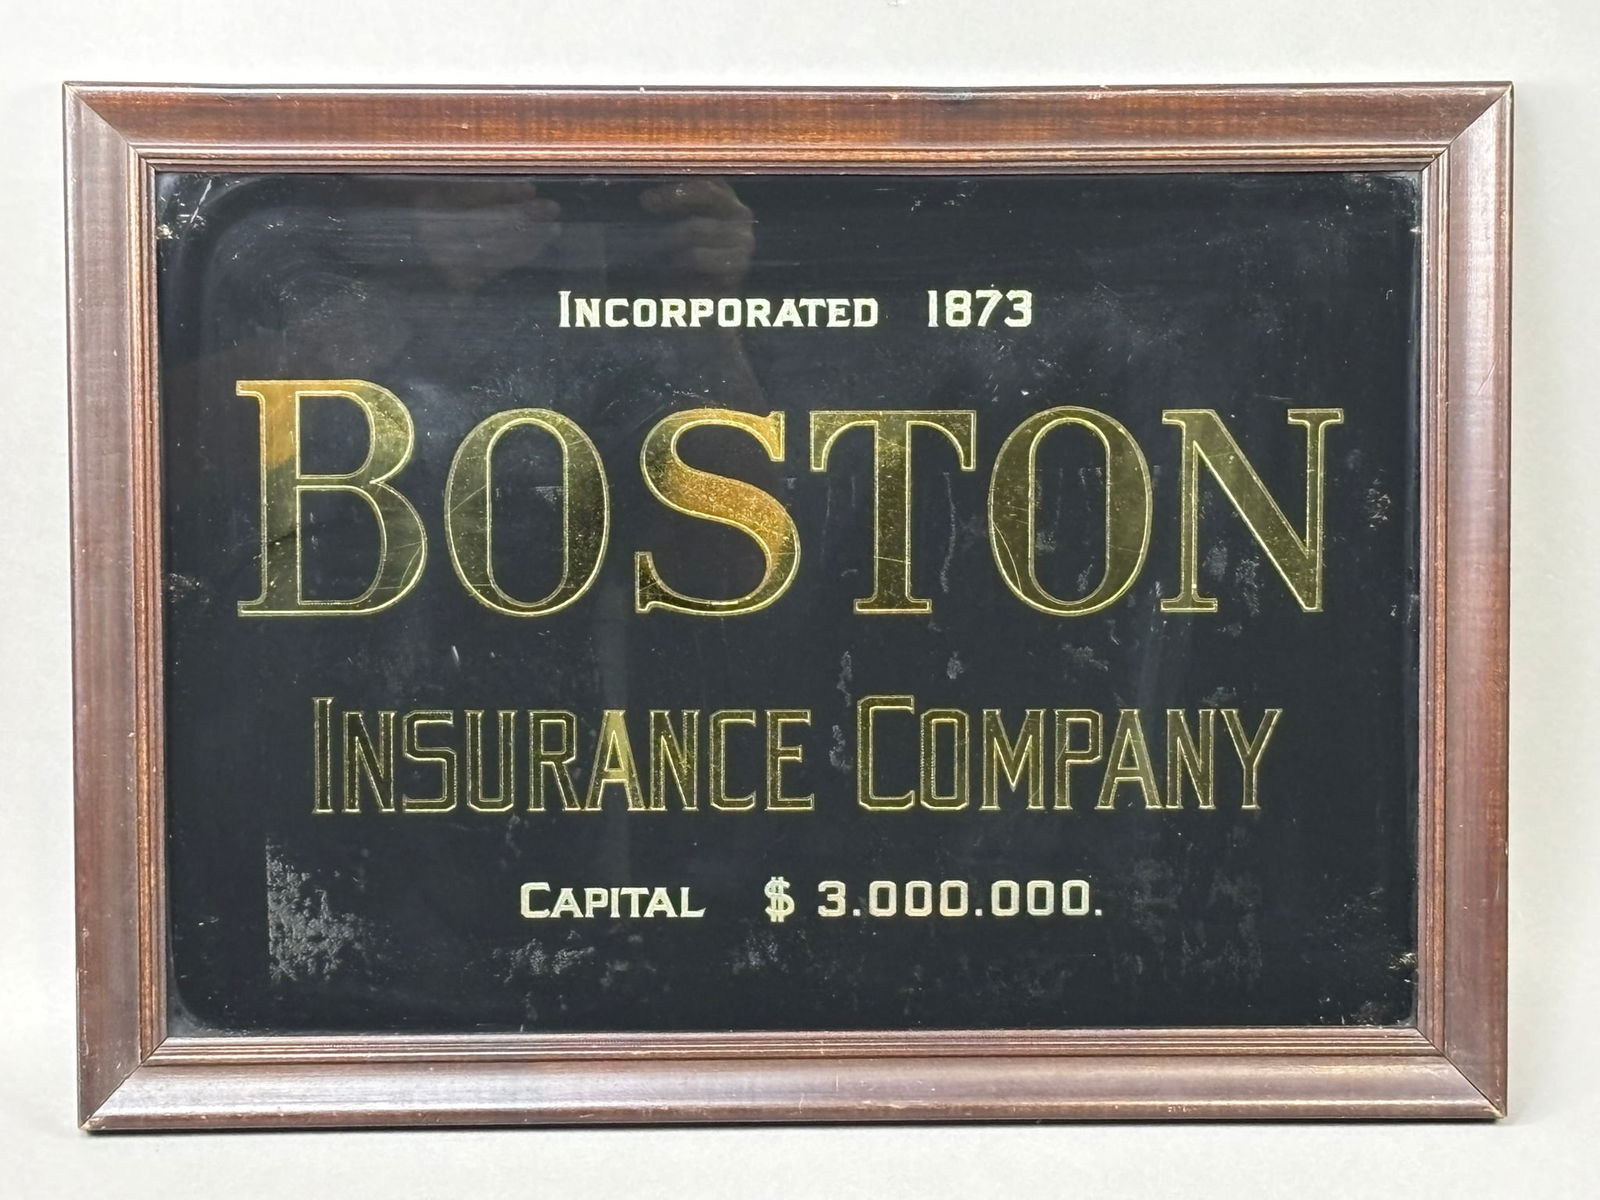 Incorporated 1873
Boston
Insurance Company
Capital $ 3.000.000.